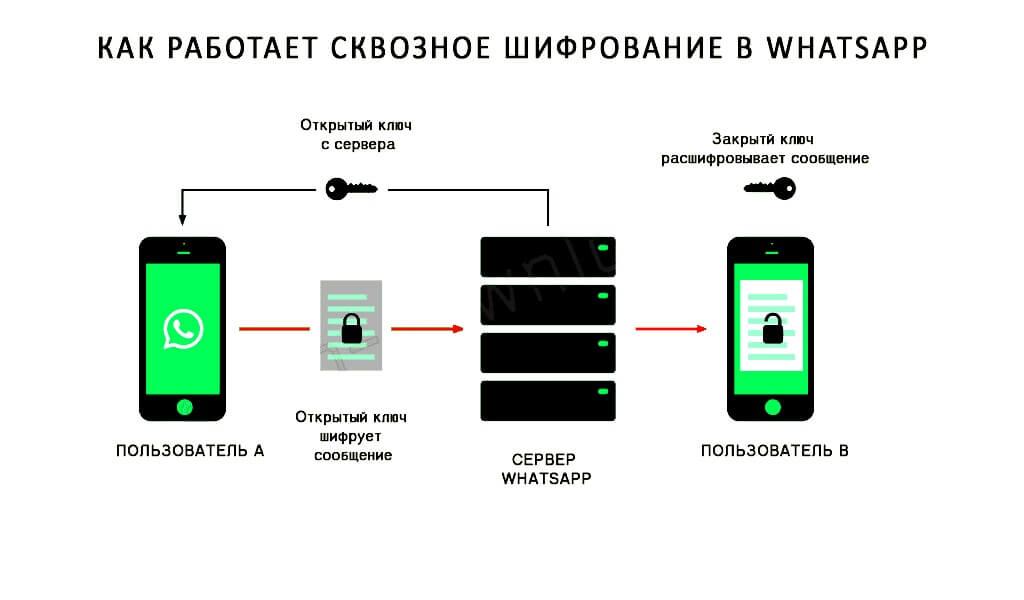 КАК РАБОТАЕТ СКВОЗНОЕ ШИФРОВАНИЕ В WHATSAPP
Открытый ключ
с сервера
Закрытй ключ
расшифровывает сообщение
Открытый ключ
шифрует
сообщение
ПОЛЬЗОВАТЕЛЬ А
СЕРВЕР
WHATSAPP
ПОЛЬЗОВАТЕЛЬ В